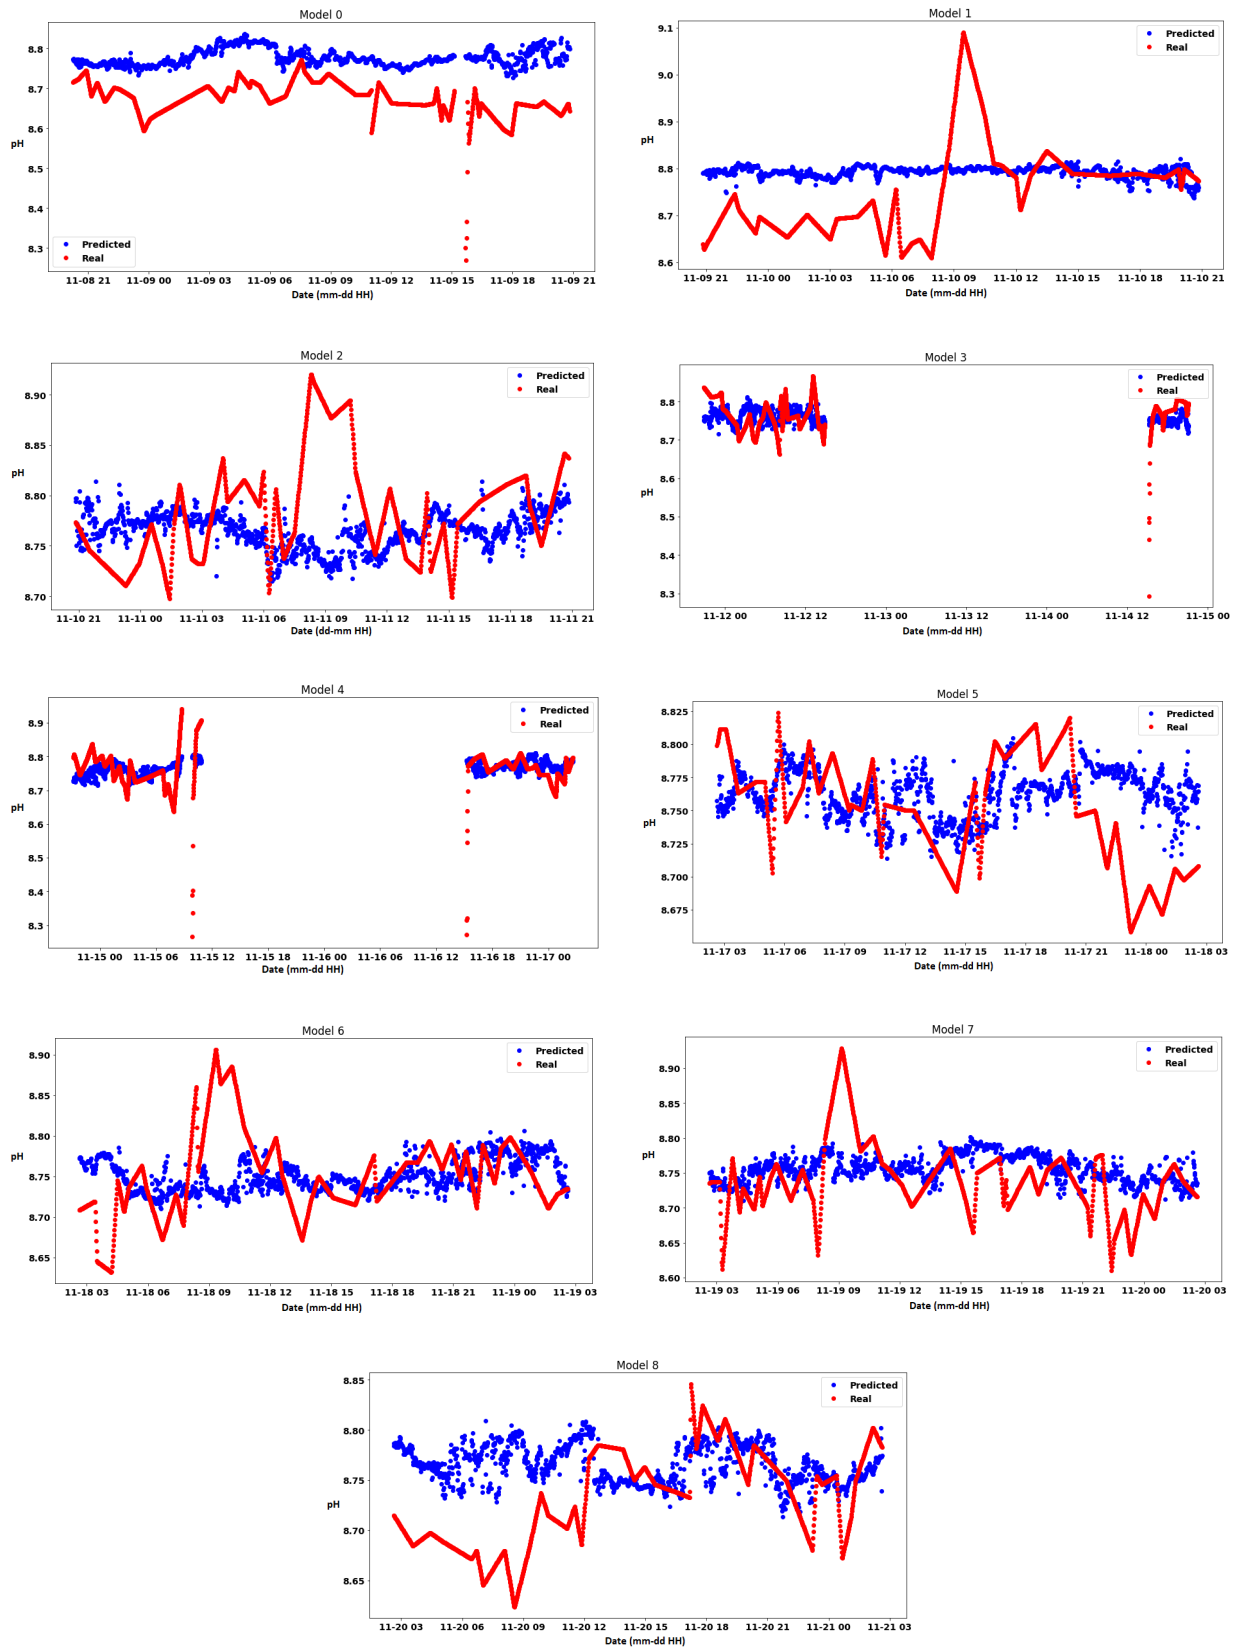 Model 0
8.8
8.7
8.6
8.5
8.4
8.3
pH
Predicted
Real
11-08 21 11-09 00 11-09 03 11-09 06 11-09 09 11-09 12 11-09 15 11-09 18 11-09 21
Date (mm-dd HH)
Model 1
9.1
9.0
8.9
8.8
8.7
8.6
pH
Predicted
Real
11-09 21 11-10 00 11-10 03 11-10 06 11-10 09 11-10 12 11-10 15 11-10 18 11-10 21
Date (mm-dd HH)
Model 2
8.90
8.85
8.80
8.75
8.70
pH
Predicted
Real
11-10 21 11-11 00 11-11 03 11-11 06 11-11 09 11-11 12 11-11 15 11-11 18 11-11 21
Date (dd-mm HH)
Model 3
8.8
8.7
8.6
8.5
8.4
8.3
pH
Predicted
Real
11-12 00 11-12 12 11-13 00 11-13 12 11-14 00 11-14 12 11-15 00
Date (mm-dd HH)
Model 4
8.9
8.8
8.7
8.6
8.5
8.4
8.3
pH
Predicted
Real
11-15 00 11-15 06 11-15 12 11-15 18 11-16 00 11-16 06 11-16 12 11-16 18 11-17 00
Date (mm-dd HH)
Model 5
8.825
8.800
8.775
8.750
8.725
8.700
8.675
pH
Predicted
Real
11-17 03 11-17 06 11-17 09 11-17 12 11-17 15 11-17 18 11-17 21 11-18 00 11-18 03
Date (mm-dd HH)
Model 6
8.90
8.85
8.80
8.75
8.70
8.65
pH
Predicted
Real
11-18 03 11-18 06 11-18 09 11-18 12 11-18 15 11-18 18 11-18 21 11-19 00 11-19 03
Date (mm-dd HH)
Model 7
8.90
8.85
8.80
8.75
8.70
8.65
8.60
pH
Predicted
Real
11-19 03 11-19 06 11-19 09 11-19 12 11-19 15 11-19 18 11-19 21 11-20 00 11-20 03
Date (mm-dd HH)
Model 8
8.85
8.80
8.75
8.70
8.65
pH
Predicted
Real
11-20 03 11-20 06 11-20 09 11-20 12 11-20 15 11-20 18 11-20 21 11-21 00 11-21 03
Date (mm-dd HH)